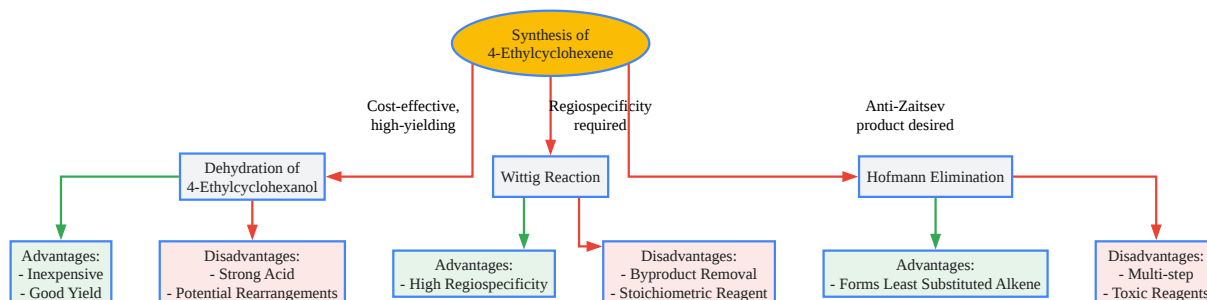 Synthesis of
4-Ethylcyclohexene
Cost-effective,
high-yielding
Regiospecificity
required
Anti-Zaitsev
product desired
Dehydration of
4-Ethylcyclohexanol
Wittig Reaction
Hofmann Elimination
Advantages:
- Inexpensive
- Good Yield
Disadvantages:
- Strong Acid
- Potential Rearrangements
Advantages:
- High Regiospecificity
Disadvantages:
- Byproduct Removal
- Stoichiometric Reagent
Advantages:
- Forms Least Substituted Alkene
Disadvantages:
- Multi-step
- Toxic Reagents